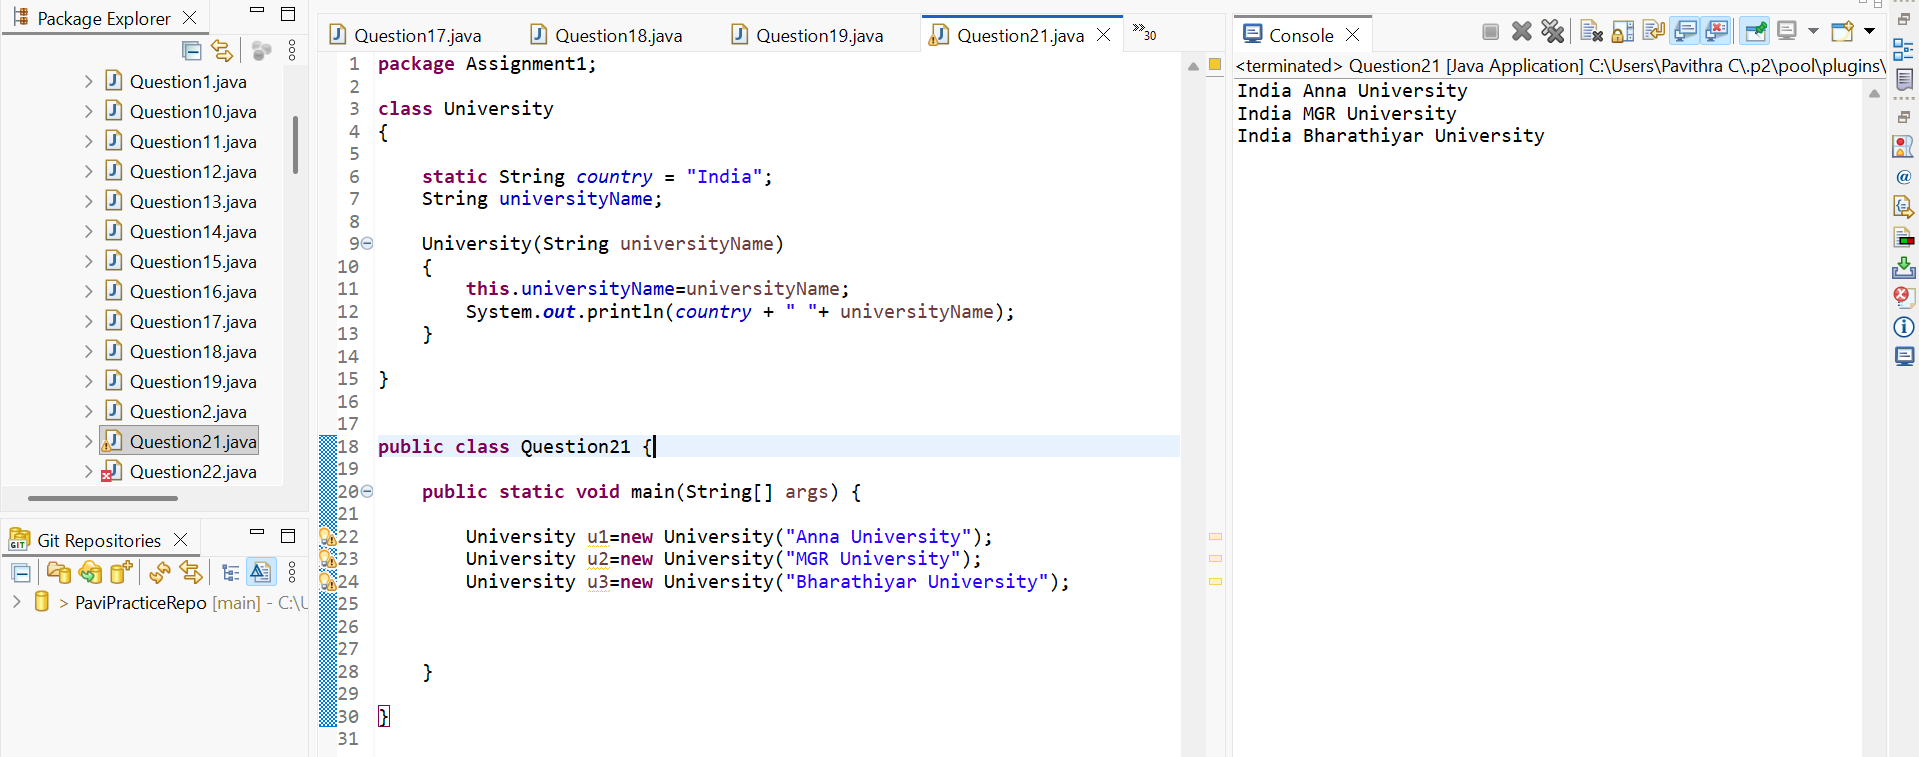 Package Explorer
Question1.java
Question10.java
Question11.java
Question12.java
Question13.java
Question14.java
Question15.java
Question16.java
Question17.java
Question18.java
Question19.java
Question2.java
Question21.java
Question22.java
Git Repositories
GIT
> PaviPracticeRepo [main] - C:\U
Question17.java
Question18.java
Question19.java
Question21.java
»30
1 package Assignment1;
2
3 class University
4 {
5
6 static String country = "India";
7 String universityName;
8
9 University(String universityName)
10 {
11 this.universityName=universityName;
12 System.out.println(country + " "+ universityName);
13 }
14
15 }
16
17
18 public class Question21 {
19
20 public static void main(String[] args) {
21
22 University u1=new University("Anna University");
23 University u2=new University("MGR University");
24 University u3=new University("Bharathiyar University");
25
26
27
28 }
29
30 }
31
Console
<terminated> Question21 [Java Application] C:\Users\Pavithra C\.p2\pool\plugins\
India Anna University
India MGR University
India Bharathiyar University